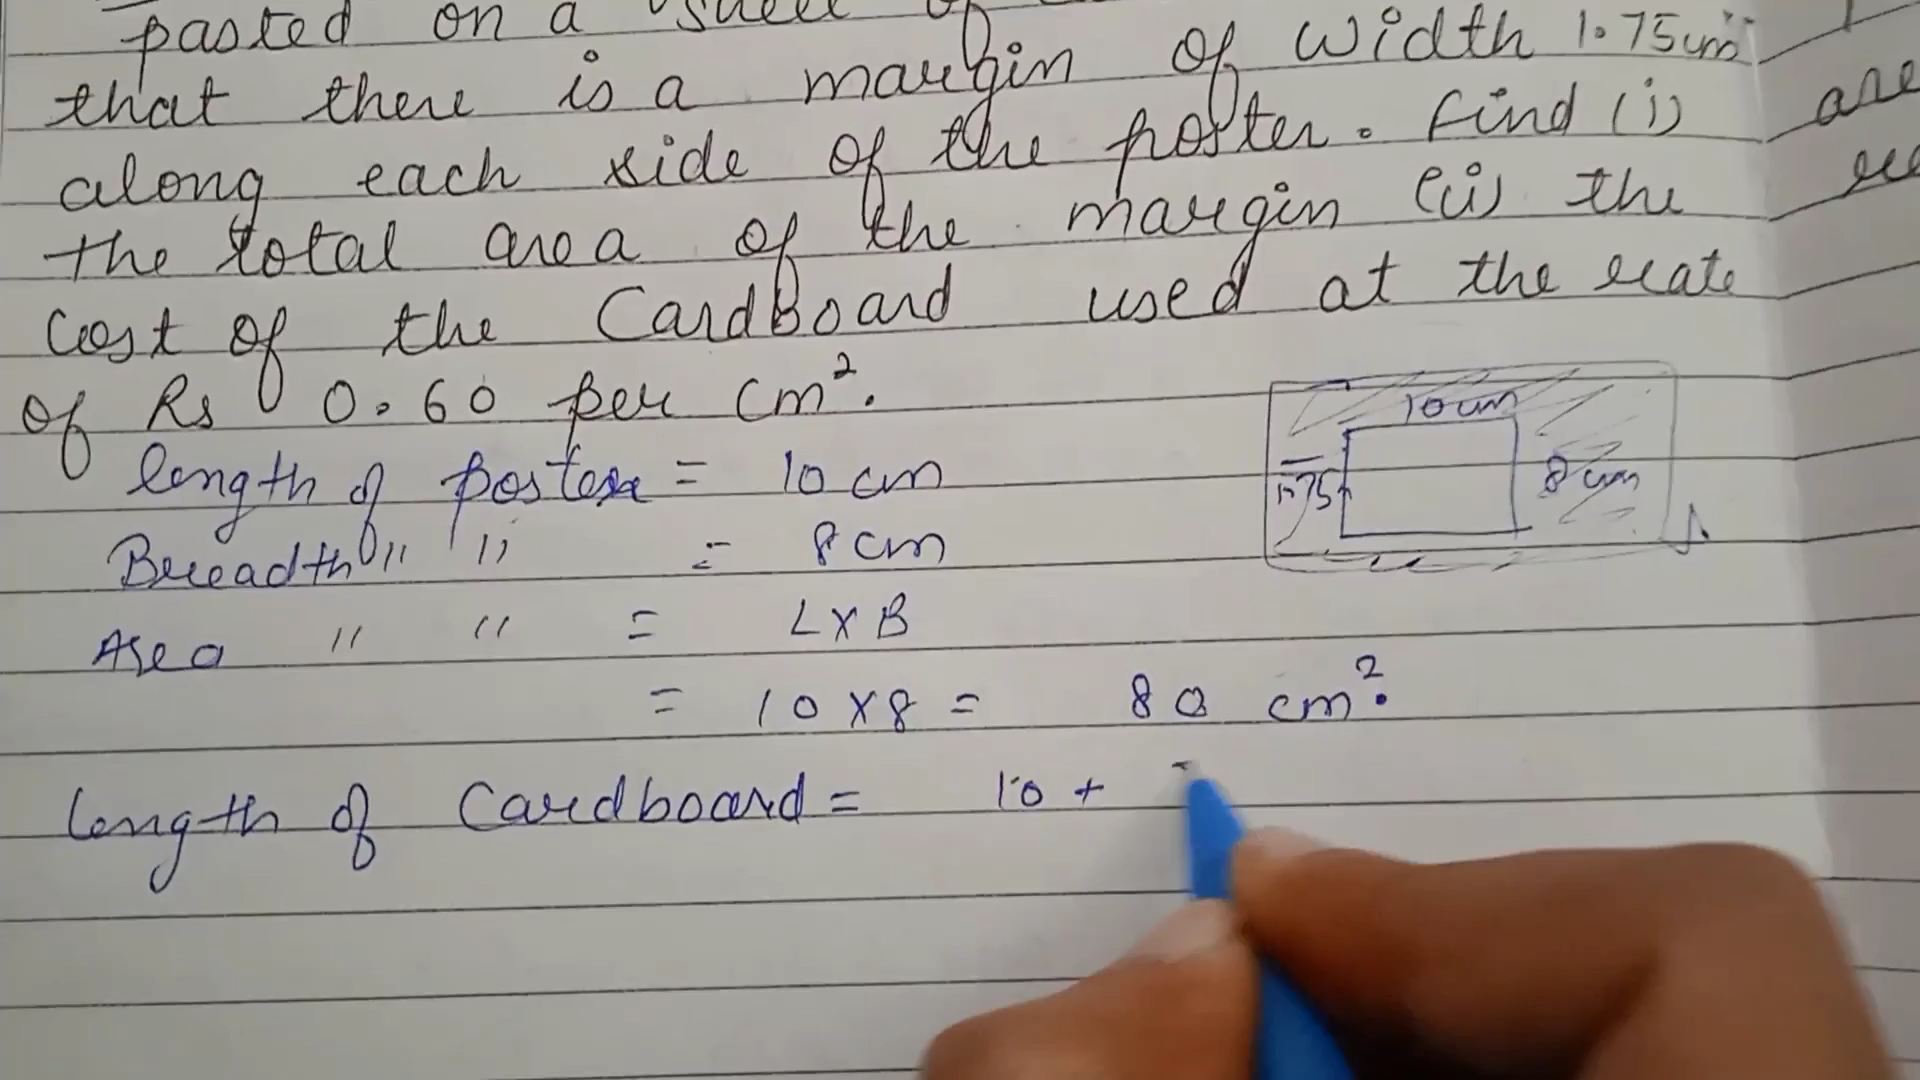 pasted on a
that there is a margin of width 1.75cm
along each side of the poster. Find (i)
the total area of the margin (ii) the
Cost of the Cardboard used at the rate
of Rs 0.60 per cm².
10 cm
1.75
8 cm
length of poster = 10 cm
Breadth " " = 8 cm
Area " " = L×B
= 10×8 = 80 cm².
length of Cardboard = 10 +
are